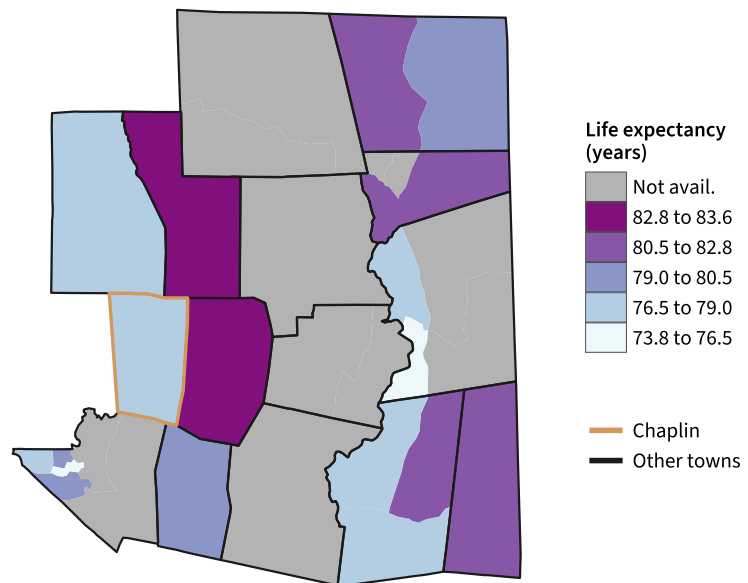 Life expectancy
(years)
Not avail.
82.8 to 83.6
80.5 to 82.8
79.0 to 80.5
76.5 to 79.0
73.8 to 76.5
Chaplin
Other towns